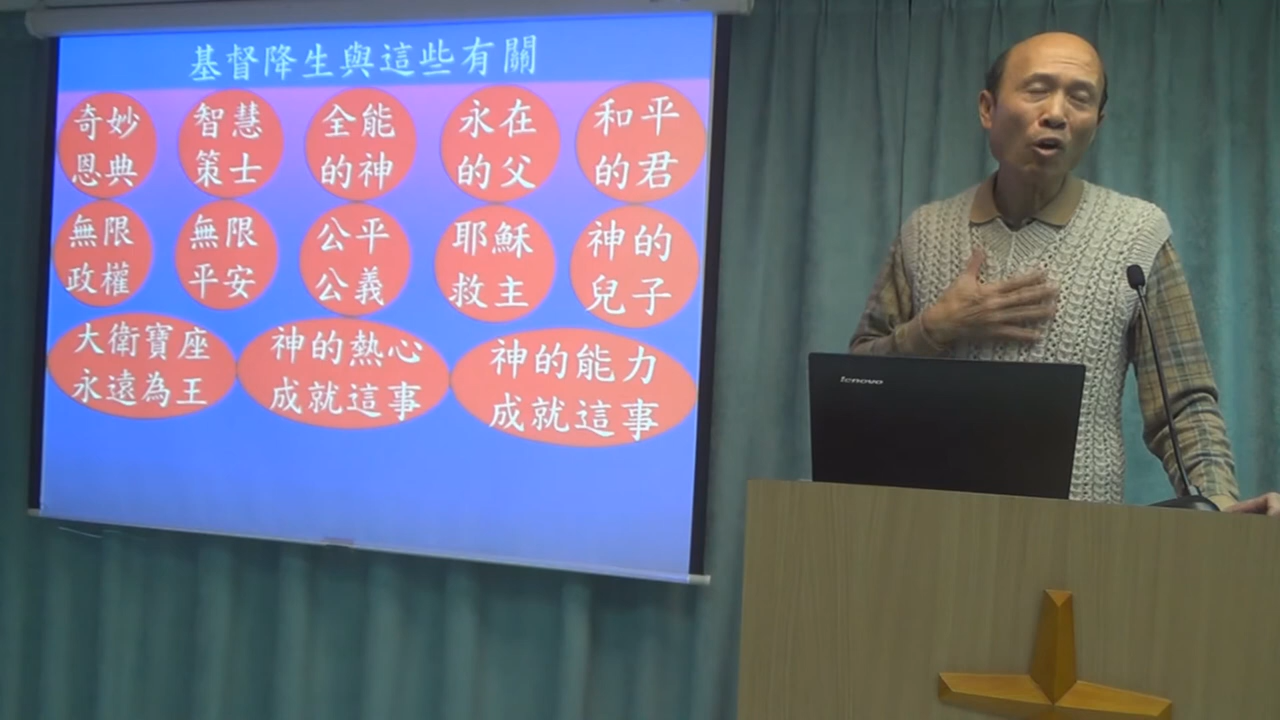 基督降生與這些有關
奇妙
恩典
智慧
策士
全能
的神
永在
的父
和平
的君
無限
政權
無限
平安
公平
公義
耶穌
救主
神的
兒子
大衛寶座
永遠為王
神的熱心
成就這事
神的能力
成就這事
lenovo